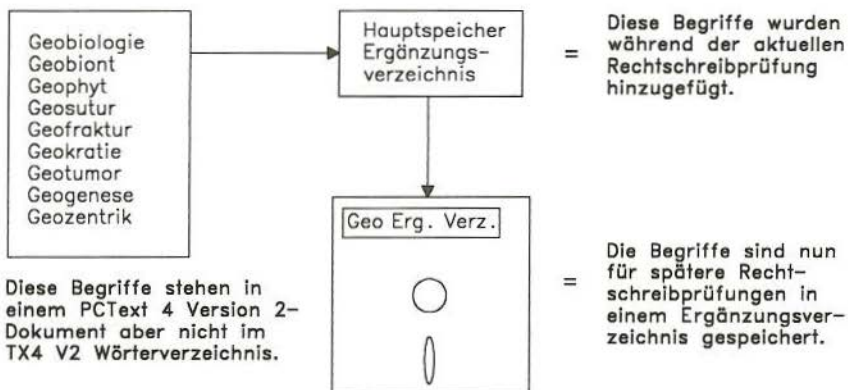 Geobiologie
Geobiont
Geophyt
Geosutur
Geofraktur
Geokratie
Geotumor
Geogenese
Geozentrik
Diese Begriffe stehen in
einem PCText 4 Version 2-
Dokument aber nicht im
TX4 V2 Wörterverzeichnis.
Hauptspeicher
Ergänzungs-
verzeichnis
=
Diese Begriffe wurden
während der aktuellen
Rechtschreibprüfung
hinzugefügt.
Geo Erg. Verz.
=
Die Begriffe sind nun
für spätere Recht-
schreibprüfungen in
einem Ergänzungsver-
zeichnis gespeichert.